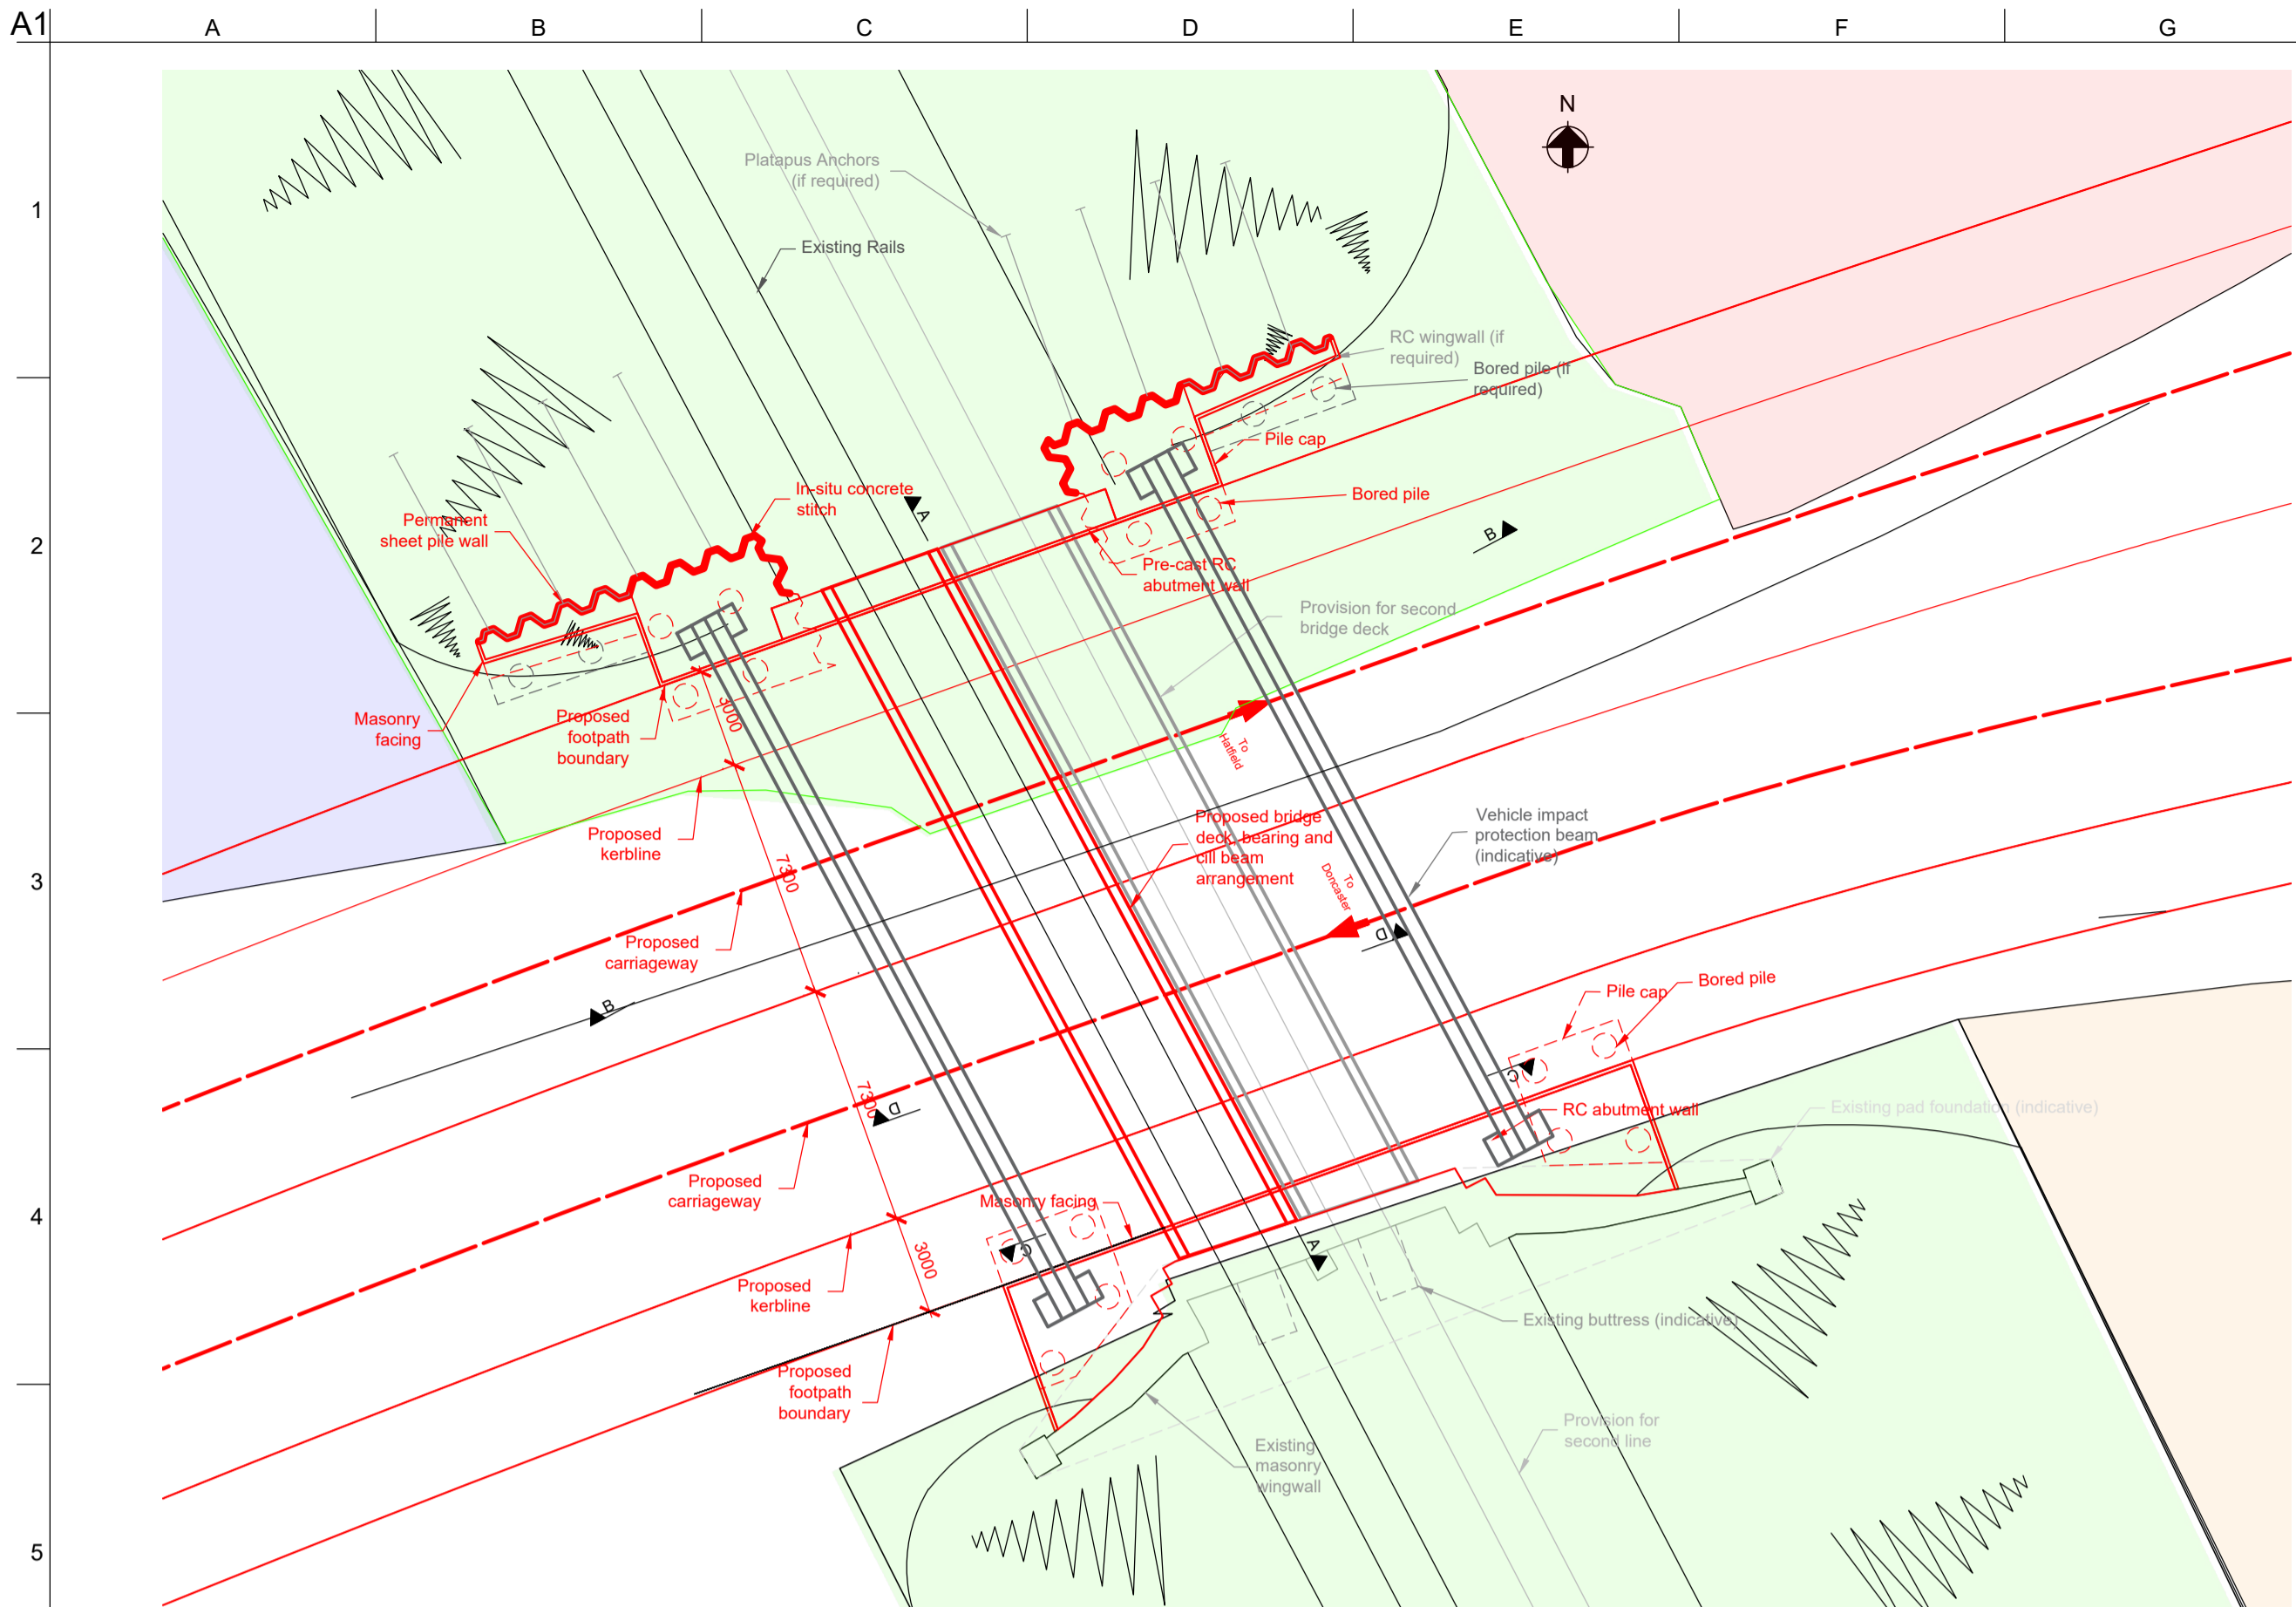 A1
A
B
C
D
E
F
G
N
1
2
3
4
5
Platapus Anchors
(if required)
Existing Rails
RC wingwall (if
required)
Bored pile (if
required)
Pile cap
Bored pile
In-situ concrete
stitch
A
Permanent
sheet pile wall
B
Pre-cast RC
abutment wall
Provision for second
bridge deck
Masonry
facing
Proposed
footpath
boundary
3000
To
Hatfield
Proposed
kerbline
7300
Proposed bridge
deck, bearing and
cill beam
arrangement
Vehicle impact
protection beam
(indicative)
To
Doncaster
D
Proposed
carriageway
B
Pile cap
Bored pile
C
7300
D
RC abutment wall
Existing pad foundation (indicative)
Proposed
carriageway
Masonry facing
C
A
3000
Proposed
kerbline
Existing buttress (indicative)
Proposed
footpath
boundary
Existing
masonry
wingwall
Provision for
second line